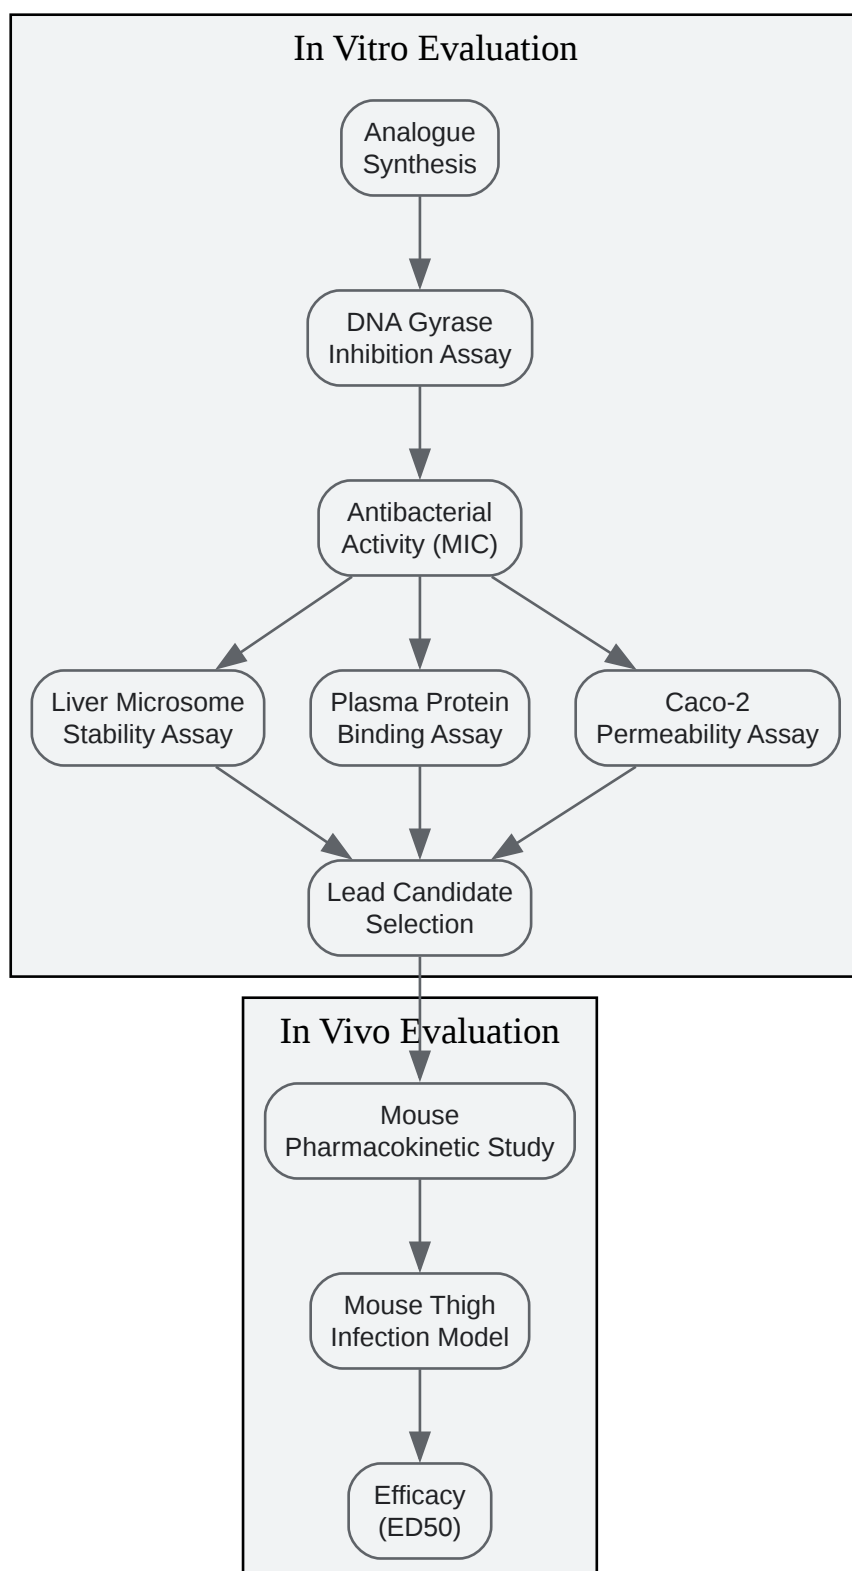 In Vitro Evaluation
Analogue
Synthesis
DNA Gyrase
Inhibition Assay
Antibacterial
Activity (MIC)
Liver Microsome
Stability Assay
Plasma Protein
Binding Assay
Caco-2
Permeability Assay
Lead Candidate
Selection
In Vivo Evaluation
Mouse
Pharmacokinetic Study
Mouse Thigh
Infection Model
Efficacy
(ED50)